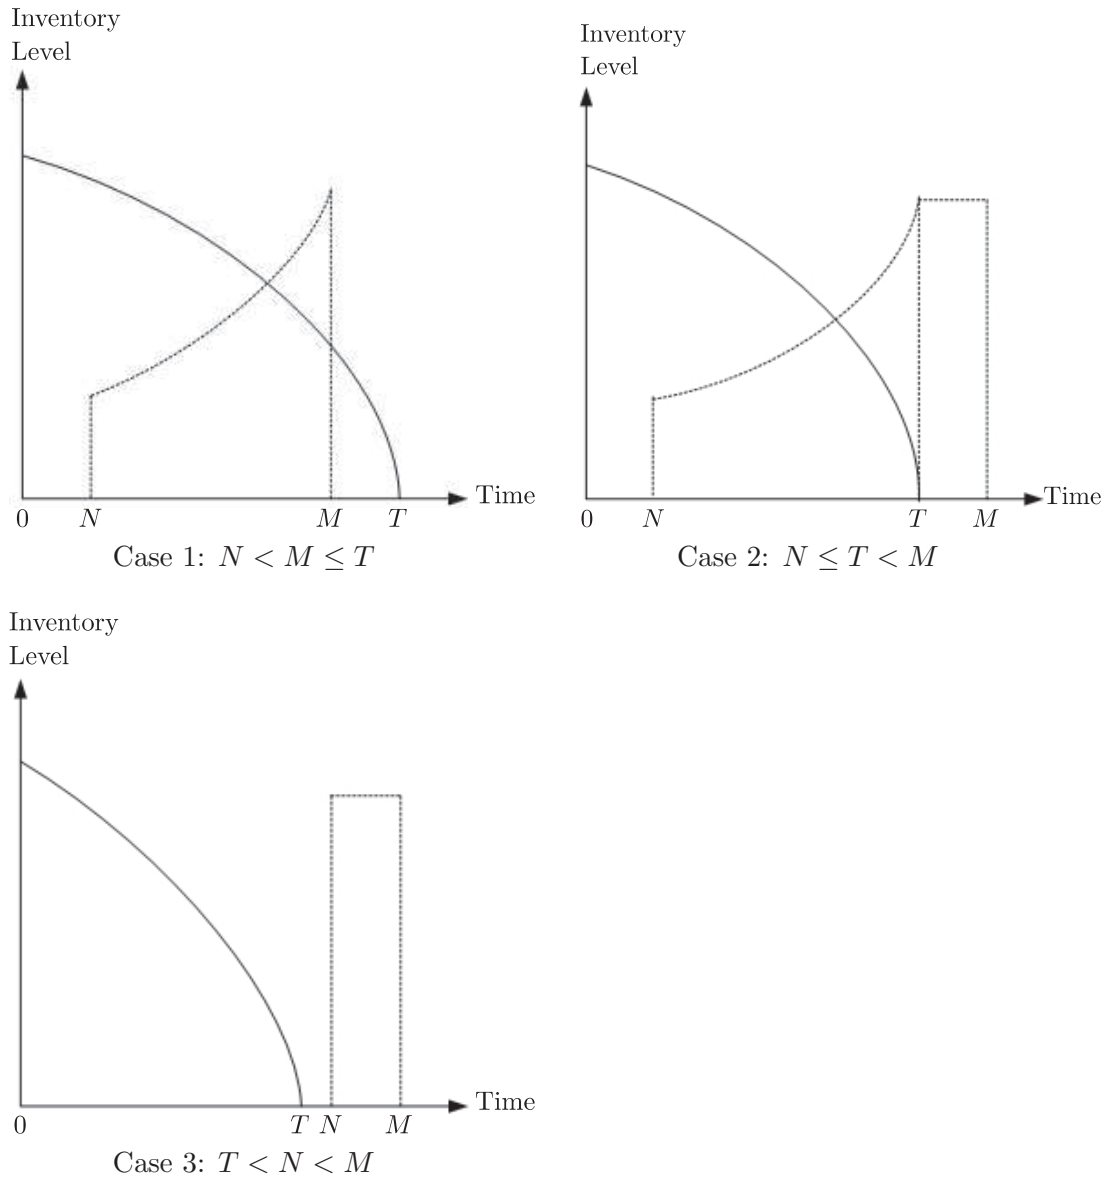 Inventory
Level
Time
0 N M T
Case 1: N < M ≤ T
Inventory
Level
Time
0 N T M
Case 2: N ≤ T < M
Inventory
Level
Time
0 T N M
Case 3: T < N < M